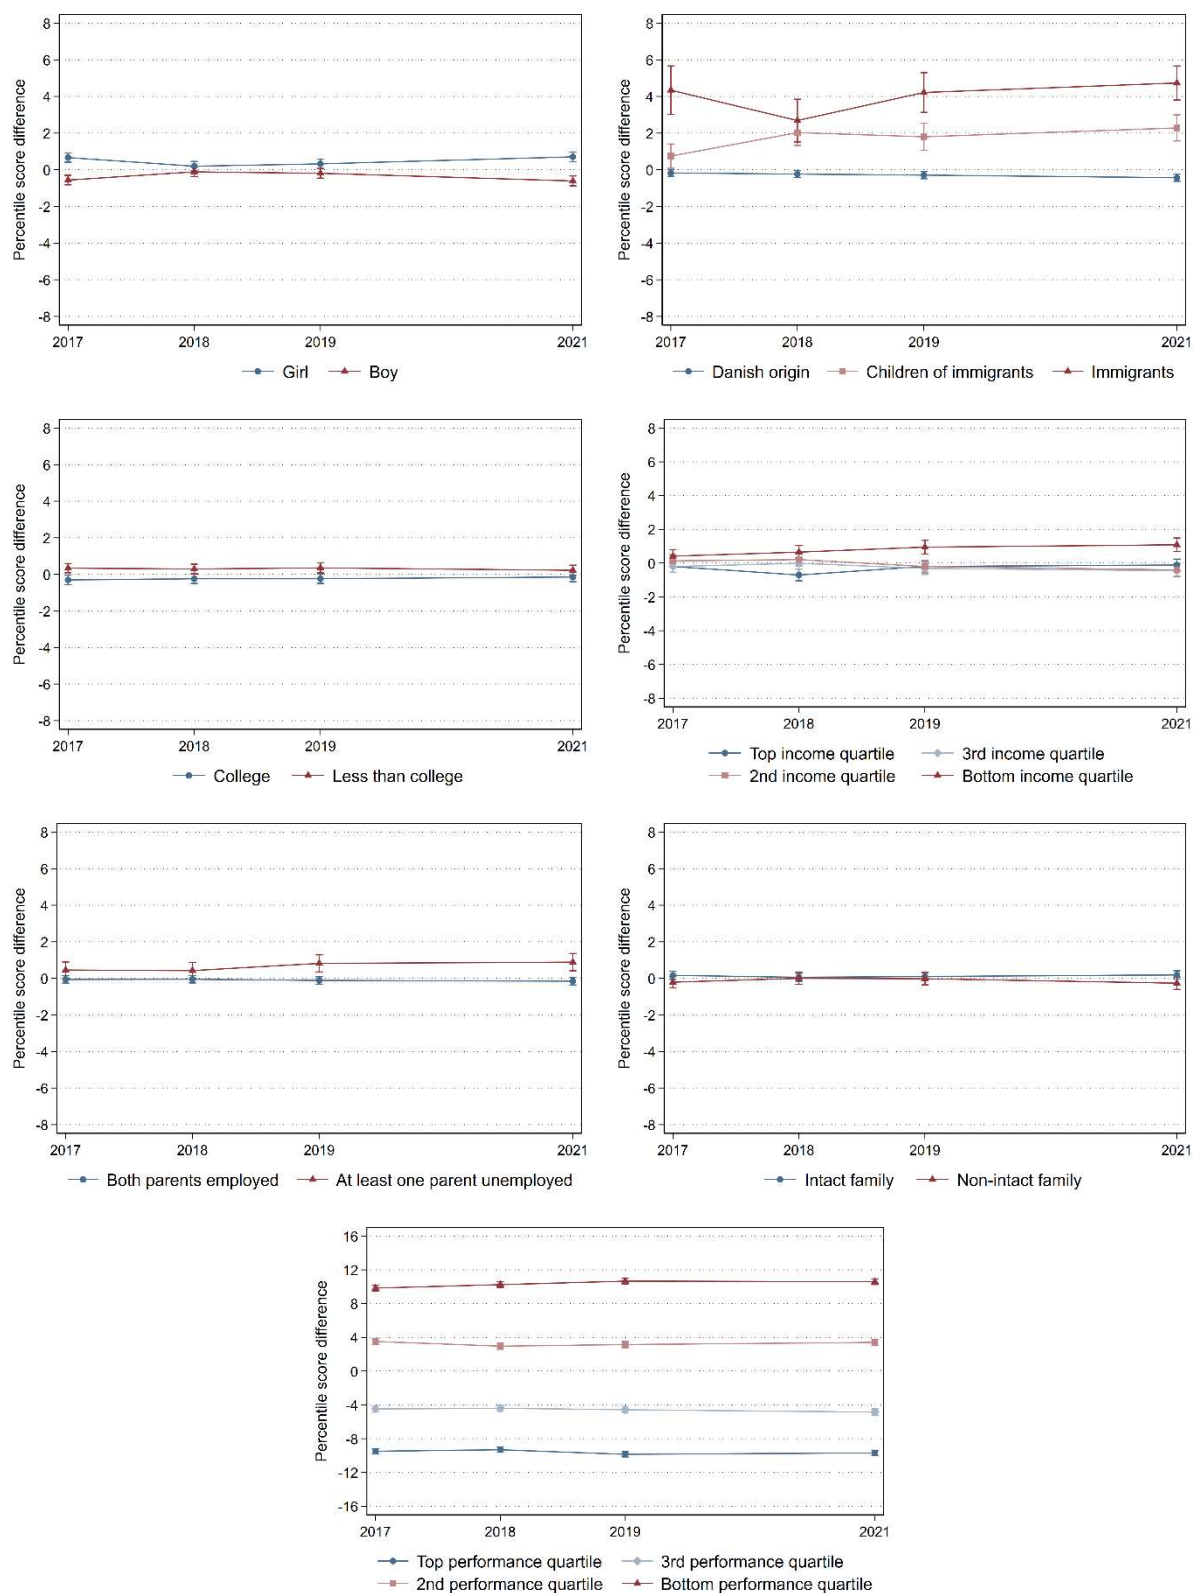 Percentile score difference
8
6
4
2
0
-2
-4
-6
-8
2017 2018 2019 2021
Girl Boy
Percentile score difference
8
6
4
2
0
-2
-4
-6
-8
2017 2018 2019 2021
Danish origin Children of immigrants Immigrants
Percentile score difference
8
6
4
2
0
-2
-4
-6
-8
2017 2018 2019 2021
College Less than college
Percentile score difference
8
6
4
2
0
-2
-4
-6
-8
2017 2018 2019 2021
Top income quartile 3rd income quartile
2nd income quartile Bottom income quartile
Percentile score difference
8
6
4
2
0
-2
-4
-6
-8
2017 2018 2019 2021
Both parents employed At least one parent unemployed
Percentile score difference
8
6
4
2
0
-2
-4
-6
-8
2017 2018 2019 2021
Intact family Non-intact family
Percentile score difference
16
12
8
4
0
-4
-8
-12
-16
2017 2018 2019 2021
Top performance quartile 3rd performance quartile
2nd performance quartile Bottom performance quartile